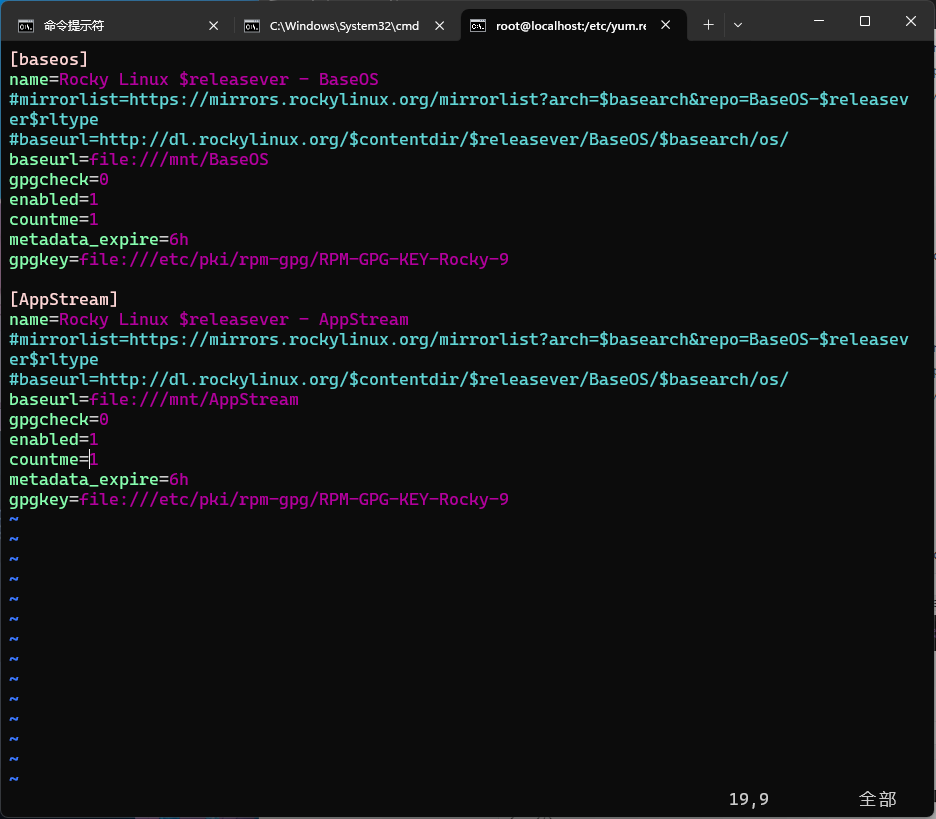 命令提示符
C:\Windows\System32\cmd
root@localhost:/etc/yum.re
[baseos]
name=Rocky Linux $releasever - BaseOS
#mirrorlist=https://mirrors.rockylinux.org/mirrorlist?arch=$basearch&repo=BaseOS-$releasev
er$rltype
#baseurl=http://dl.rockylinux.org/$contentdir/$releasever/BaseOS/$basearch/os/
baseurl=file:///mnt/BaseOS
gpgcheck=0
enabled=1
countme=1
metadata_expire=6h
gpgkey=file:///etc/pki/rpm-gpg/RPM-GPG-KEY-Rocky-9
[AppStream]
name=Rocky Linux $releasever - AppStream
#mirrorlist=https://mirrors.rockylinux.org/mirrorlist?arch=$basearch&repo=BaseOS-$releasev
er$rltype
#baseurl=http://dl.rockylinux.org/$contentdir/$releasever/BaseOS/$basearch/os/
baseurl=file:///mnt/AppStream
gpgcheck=0
enabled=1
countme=1
metadata_expire=6h
gpgkey=file:///etc/pki/rpm-gpg/RPM-GPG-KEY-Rocky-9
~
~
~
~
~
~
~
~
~
~
~
~
~
~
19,9 全部